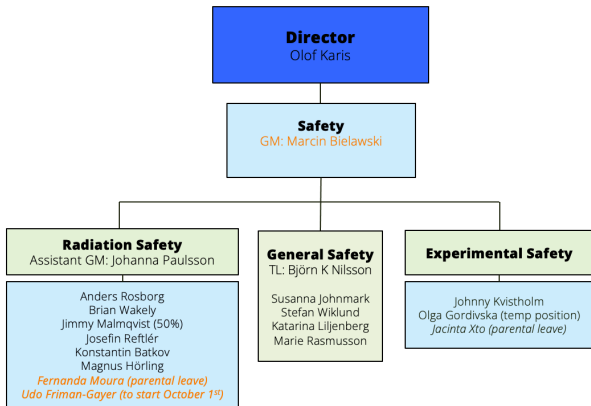 Director
Olof Karis
Safety
GM: Marcin Bielawski
Radiation Safety
Assistant GM: Johanna Paulsson
Anders Rosborg
Brian Wakely
Jimmy Malmqvist (50%)
Josefin Reftlér
Konstantin Batkov
Magnus Hörling
Fernanda Moura (parental leave)
Udo Friman-Gayer (to start October 1st)
General Safety
TL: Björn K Nilsson
Susanna Johnmark
Stefan Wiklund
Katarina Liljenberg
Marie Rasmusson
Experimental Safety
Johnny Kvistholm
Olga Gordivska (temp position)
Jacinta Xto (parental leave)